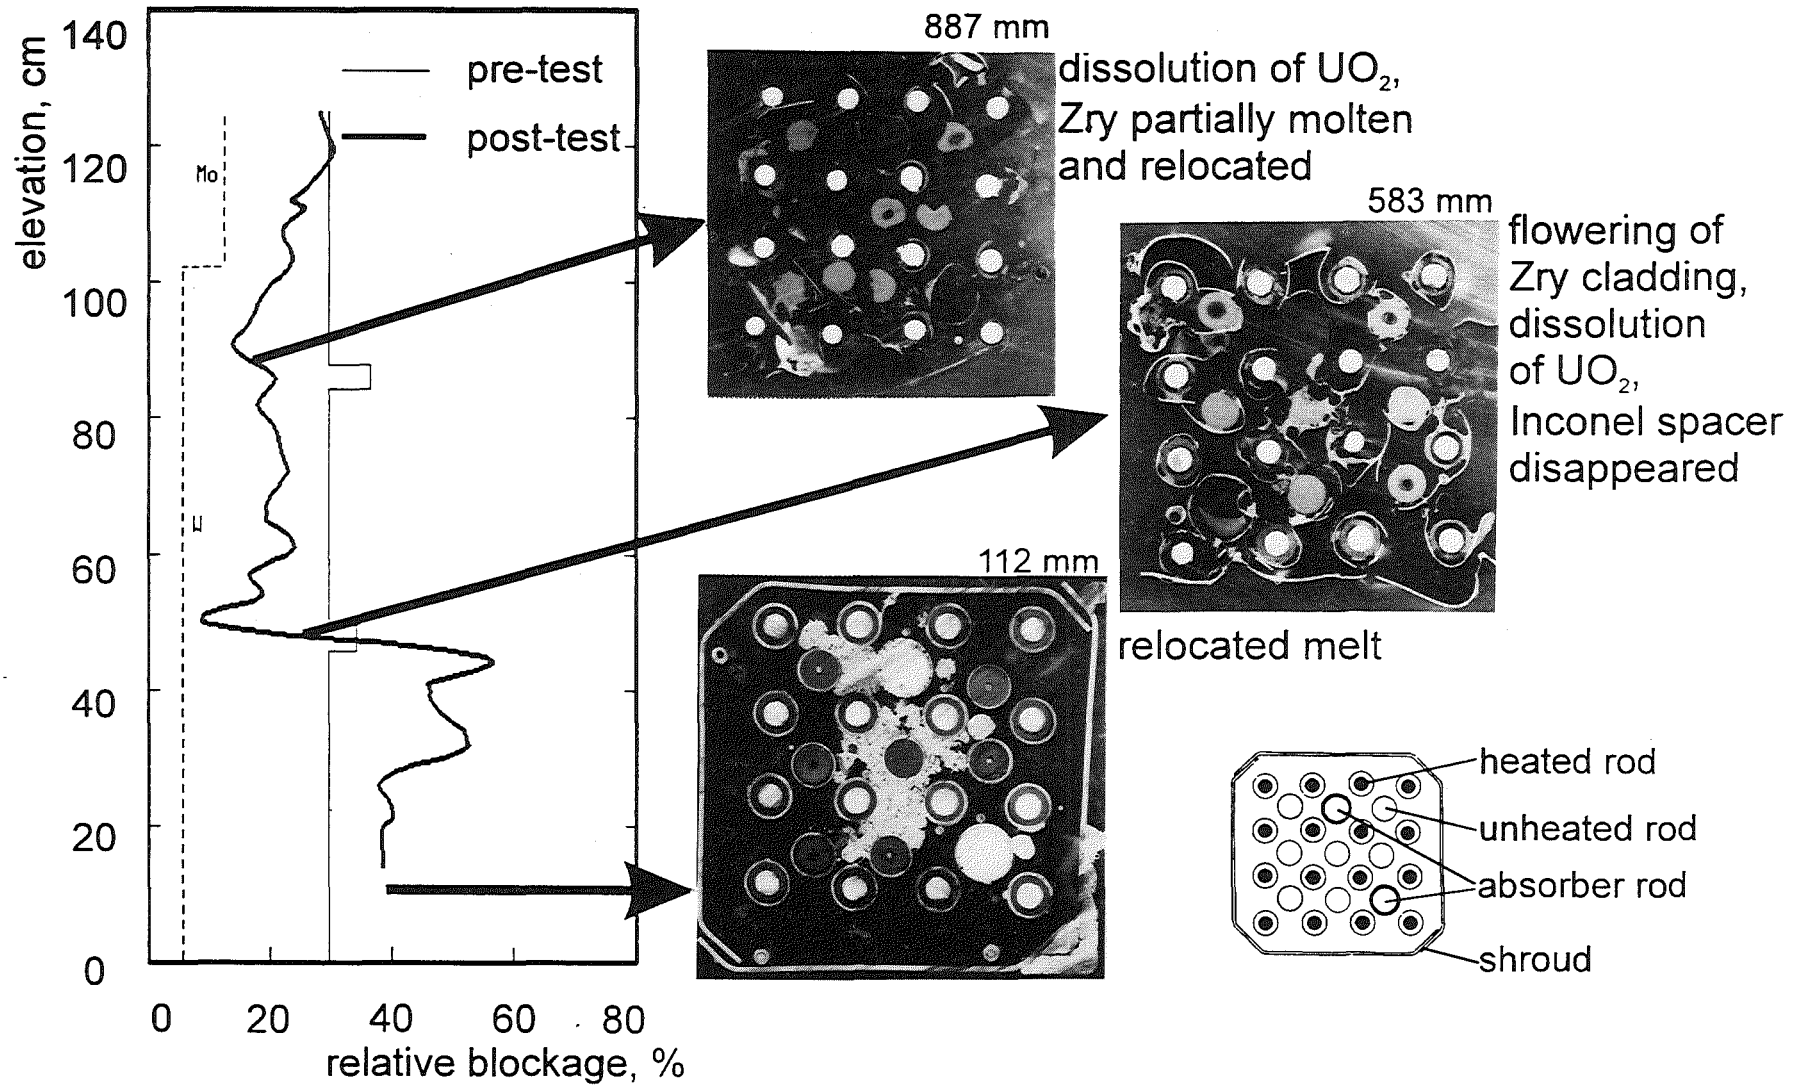 elevation, cm
140
120
100
80
60
40
20
0
0 20 40 60 80
relative blockage, %
pre-test
post-test
Mo
W
887 mm
dissolution of UO₂,
Zry partially molten
and relocated
583 mm
flowering of
Zry cladding,
dissolution
of UO₂,
Inconel spacer
disappeared
112 mm
relocated melt
heated rod
unheated rod
absorber rod
shroud